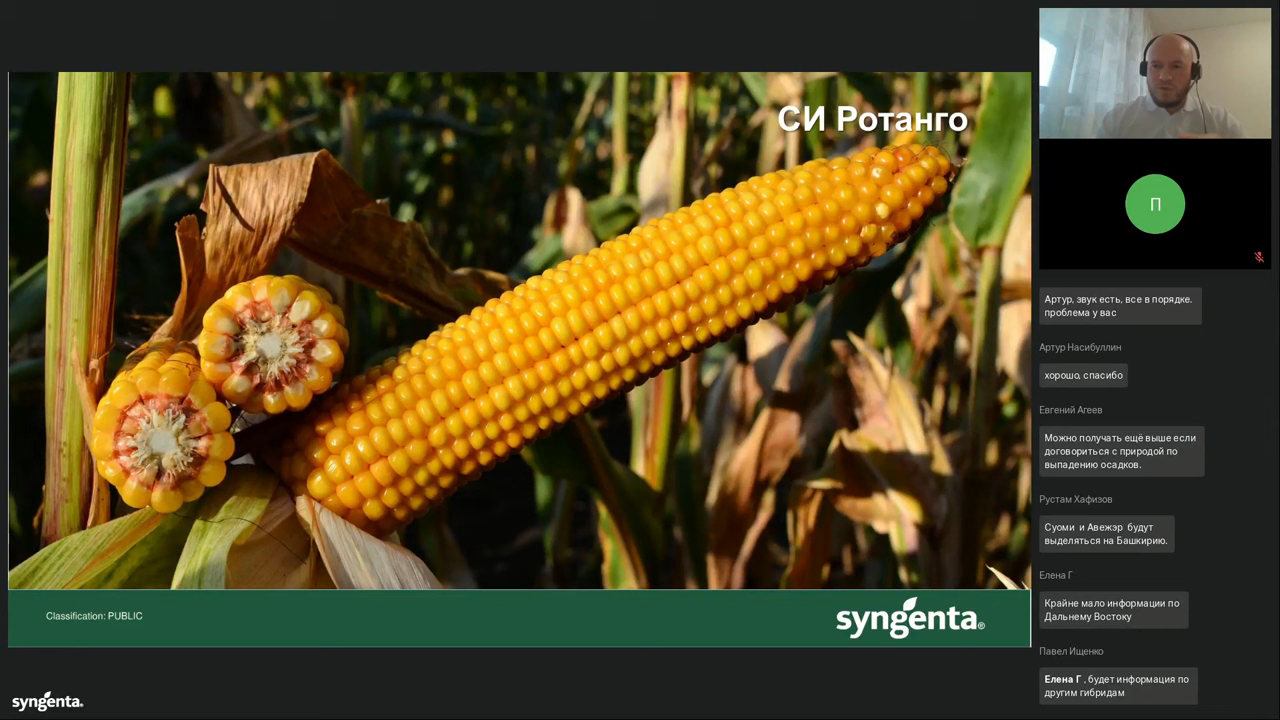 СИ Ротанго
Classification: PUBLIC
syngenta®
syngenta.
П
Артур, звук есть, все в порядке.
проблема у вас
Артур Насибуллин
хорошо, спасибо
Евгений Агеев
Можно получать ещё выше если
договориться с природой по
выпадению осадков.
Рустам Хафизов
Суоми и Авежэр будут
выделяться на Башкирию.
Елена Г
Крайне мало информации по
Дальнему Востоку
Павел Ищенко
Елена Г , будет информация по
другим гибридам